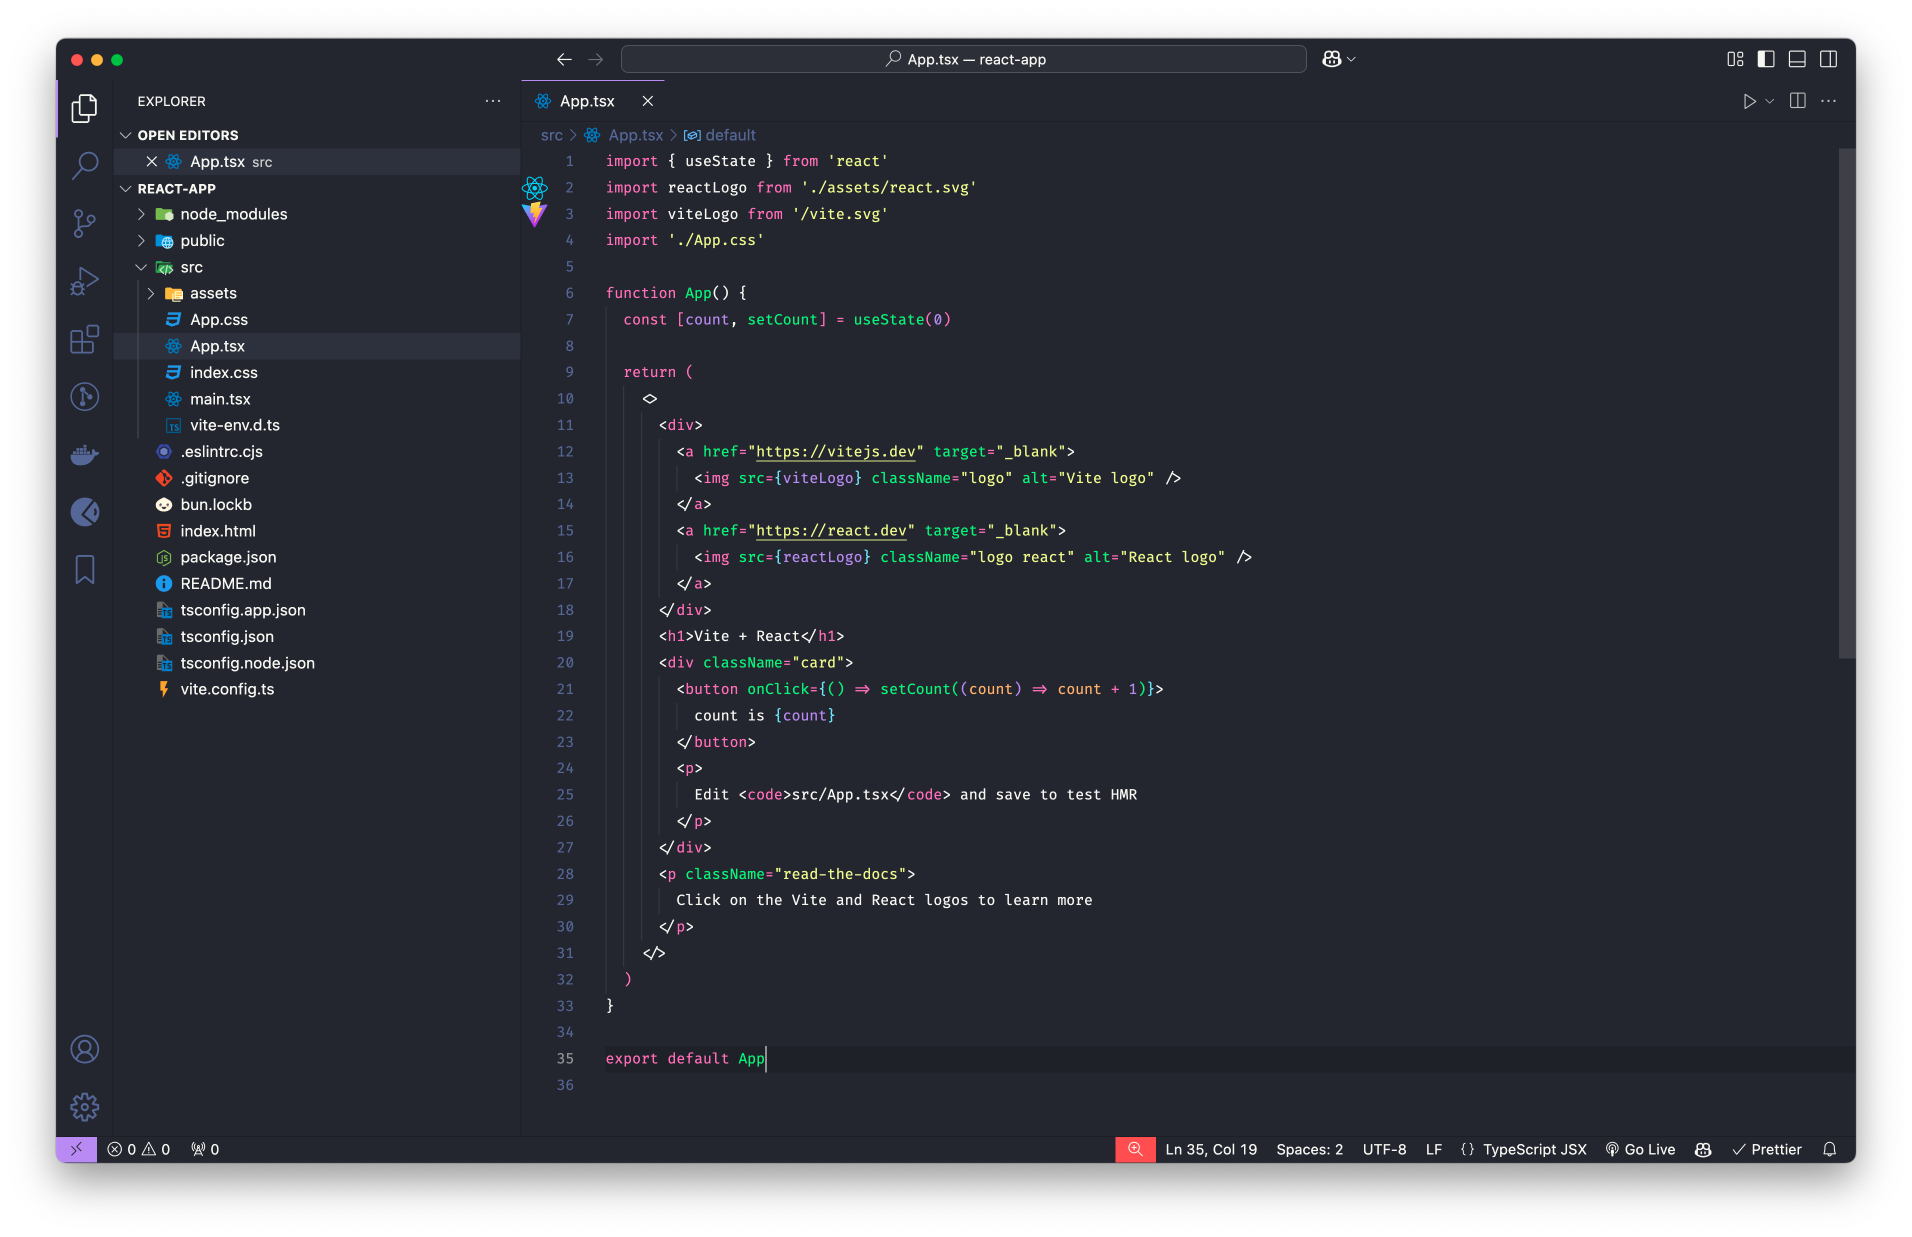 App.tsx — react-app
EXPLORER
OPEN EDITORS
App.tsx src
REACT-APP
node_modules
public
src
assets
App.css
App.tsx
index.css
main.tsx
TS vite-env.d.ts
.eslintrc.cjs
.gitignore
bun.lockb
index.html
package.json
README.md
tsconfig.app.json
tsconfig.json
tsconfig.node.json
vite.config.ts
App.tsx
src > App.tsx > default
1 import { useState } from 'react'
2 import reactLogo from './assets/react.svg'
3 import viteLogo from '/vite.svg'
4 import './App.css'
5
6 function App() {
7   const [count, setCount] = useState(0)
8
9   return (
10     <>
11       <div>
12         <a href="https://vitejs.dev" target="_blank">
13           <img src={viteLogo} className="logo" alt="Vite logo" />
14         </a>
15         <a href="https://react.dev" target="_blank">
16           <img src={reactLogo} className="logo react" alt="React logo" />
17         </a>
18       </div>
19       <h1>Vite + React</h1>
20       <div className="card">
21         <button onClick={() => setCount((count) => count + 1)}>
22           count is {count}
23         </button>
24         <p>
25           Edit <code>src/App.tsx</code> and save to test HMR
26         </p>
27       </div>
28       <p className="read-the-docs">
29         Click on the Vite and React logos to learn more
30       </p>
31     </>
32   )
33 }
34
35 export default App
36
0 0 0 Ln 35, Col 19 Spaces: 2 UTF-8 LF {} TypeScript JSX Go Live Prettier